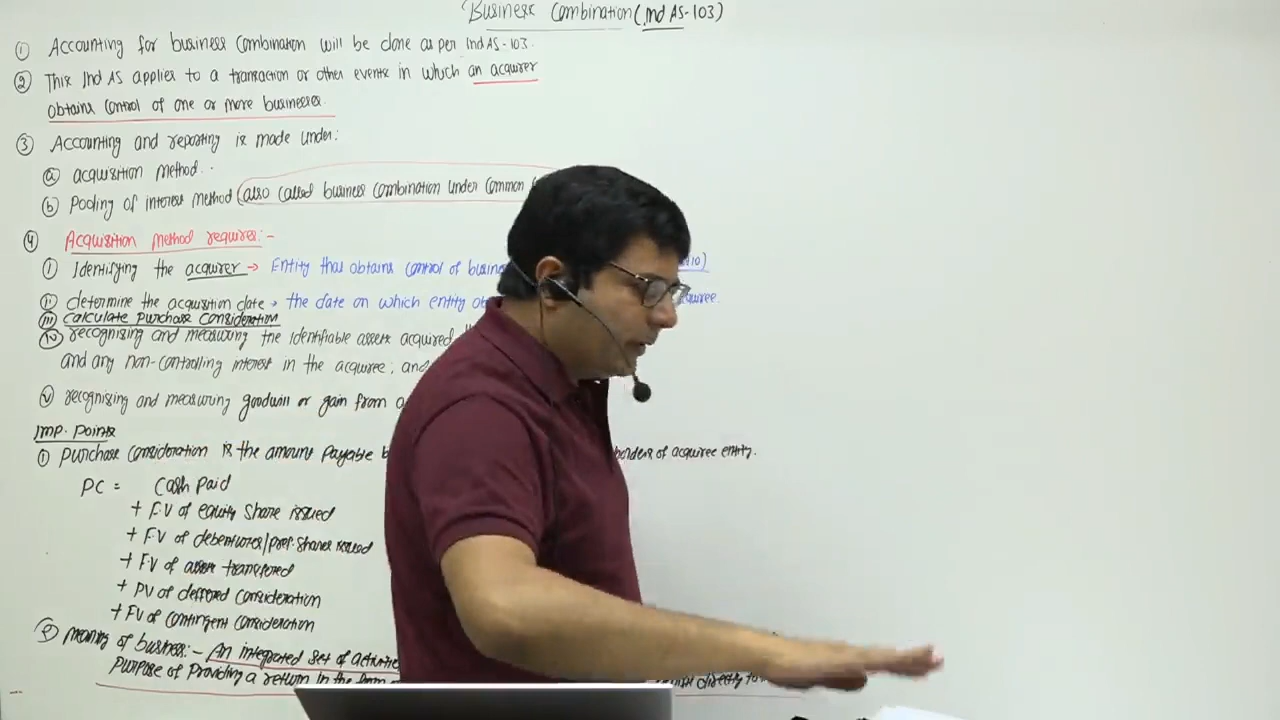 Business Combination (Ind AS-103)
① Accounting for business Combination will be done as per Ind AS-103.
② This Ind AS applies to a transaction or other events in which an acquirer
obtains control of one or more businesses.
③ Accounting and reporting is made under:
ⓐ acquisition method..
ⓑ Pooling of interest method (also called business combination under Common
④ Acquisition method requires:-
ⓘ Identifying the acquirer → Entity that obtains control of busine 10)
ⓘⓘ determine the acquisition date → the date on which entity ob quiree.
iii) calculate purchase consideration
iv) recognising and measuring the identifiable assets acquired
and any non-controlling interest in the acquiree; and
v) recognising and measuring goodwill or gain from a
Imp. Points
① Purchase Consideration is the amount payable b holders of acquiree entity.
PC = Cash Paid
+ F.V of equity share issued
+ F.V of debentures/pref. shares issued
+ F.V of assets transferred
+ PV of deffered consideration
+ FV of contingent consideration
② Meaning of business:- An integrated set of activities
Purpose of Providing a return in the form directly to